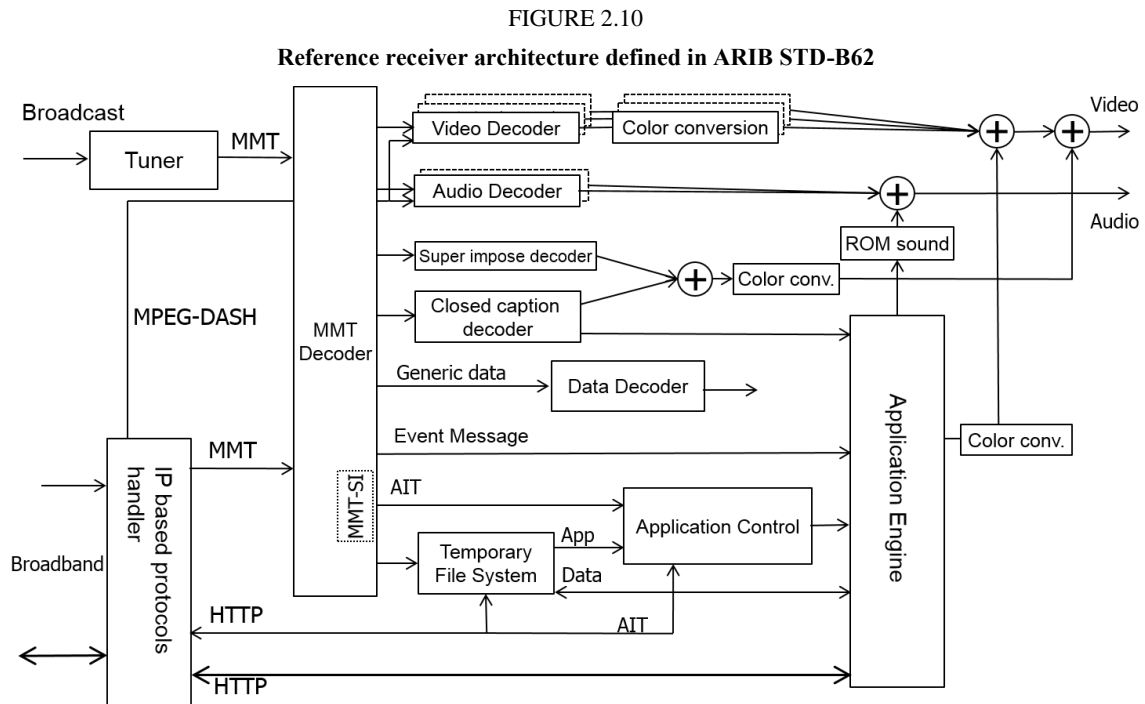 FIGURE 2.10
Reference receiver architecture defined in ARIB STD-B62
Broadcast
Tuner
MMT
Video Decoder
Color conversion
Video
Audio Decoder
Audio
ROM sound
Super impose decoder
Color conv.
Closed caption
decoder
MPEG-DASH
MMT
Decoder
Generic data
Data Decoder
Application Engine
Event Message
Color conv.
MMT
IP based protocols
handler
MMT-SI
AIT
Application Control
App
Temporary
File System
Data
Broadband
HTTP
AIT
HTTP